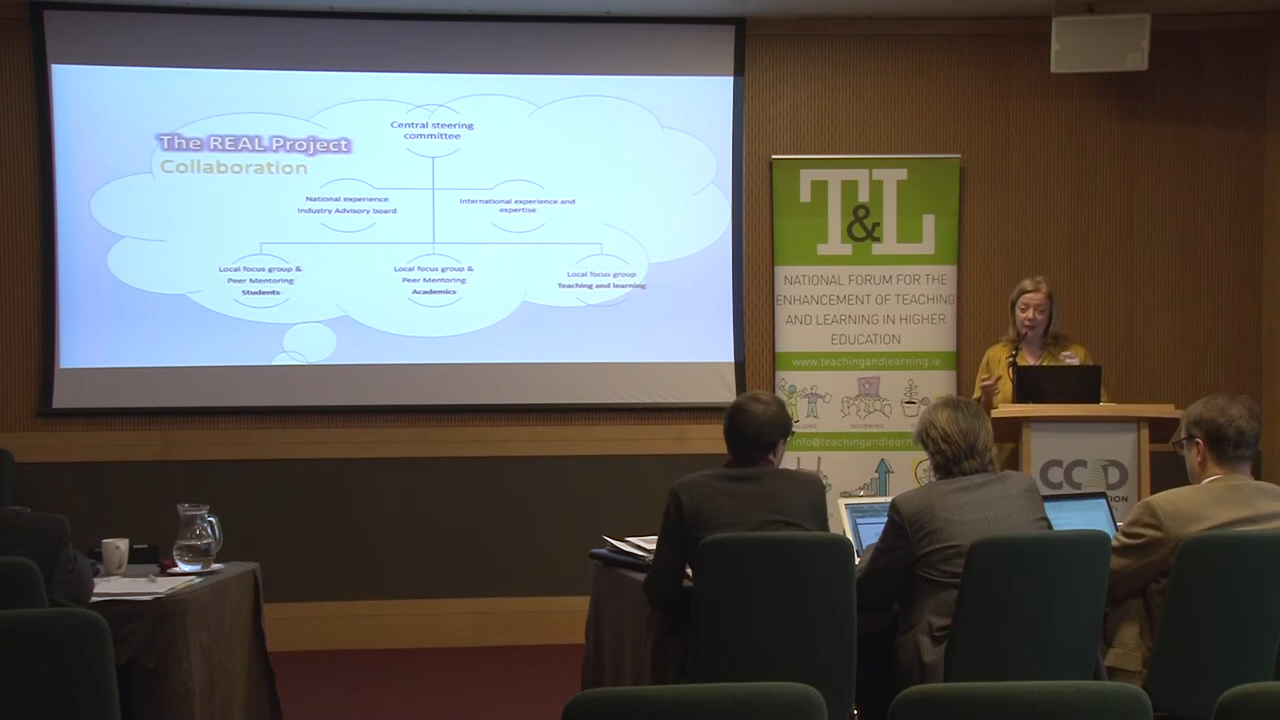 The REAL Project
Collaboration
Central steering
committee
National experience
Industry Advisory board
International experience and
expertise
Local focus group &
Peer Mentoring
Students
Local focus group &
Peer Mentoring
Academics
Local focus group
Teaching and learning
T&L
NATIONAL FORUM FOR THE
ENHANCEMENT OF TEACHING
AND LEARNING IN HIGHER
EDUCATION
www.teachingandlearning.ie
INFORMING